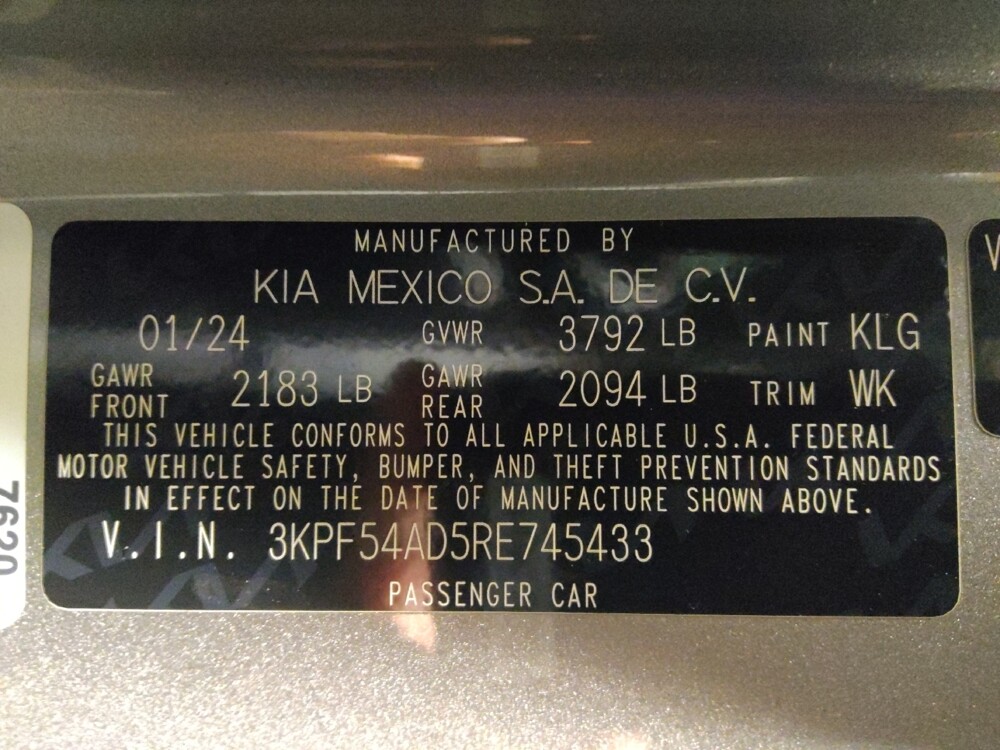 MANUFACTURED BY
KIA MEXICO S.A. DE C.V.
01/24 GVWR 3792 LB PAINT KLG
GAWR FRONT 2183 LB GAWR REAR 2094 LB TRIM WK
THIS VEHICLE CONFORMS TO ALL APPLICABLE U.S.A. FEDERAL
MOTOR VEHICLE SAFETY, BUMPER, AND THEFT PREVENTION STANDARDS
IN EFFECT ON THE DATE OF MANUFACTURE SHOWN ABOVE.
V.I.N. 3KPF54AD5RE745433
PASSENGER CAR